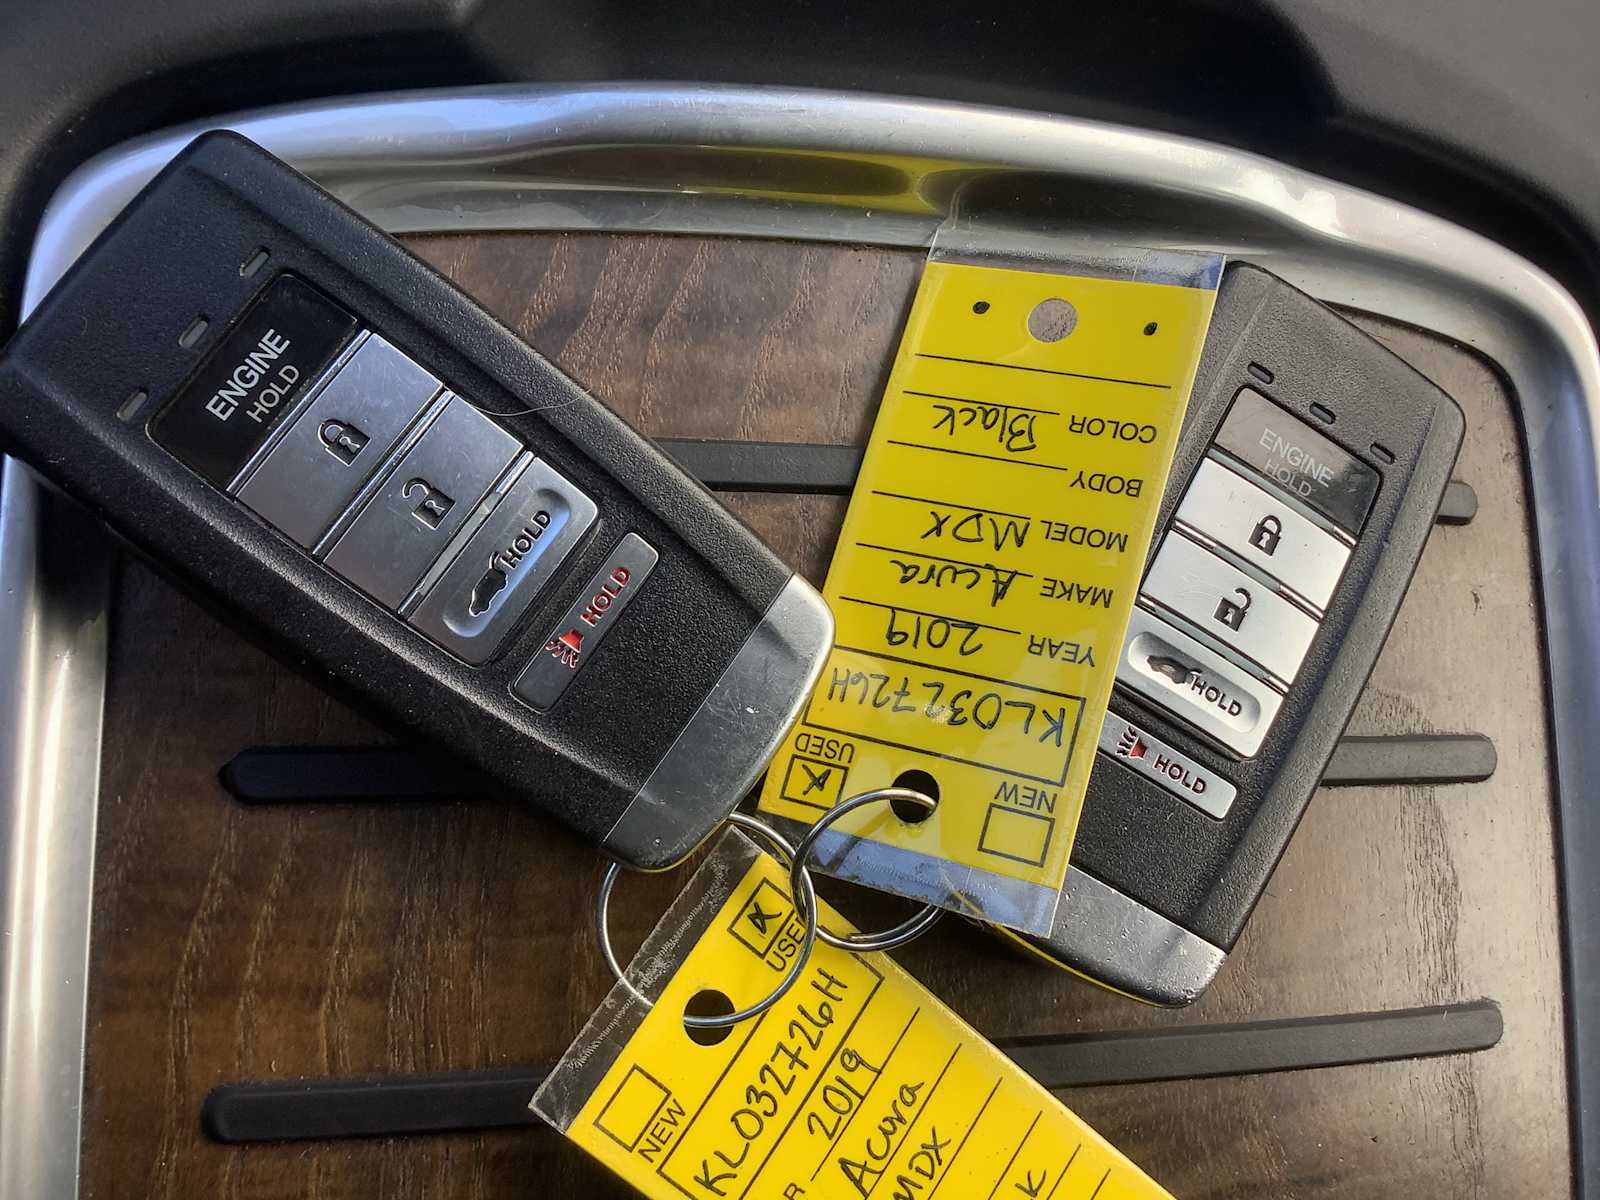 ENGINE
HOLD
HOLD
HOLD
NEW
USED
KL032726H
YEAR 2019
MAKE Acura
MODEL MDX
BODY
COLOR Black
ENGINE
HOLD
HOLD
HOLD
NEW
USED
KL032726H
2019
Acura
MDX